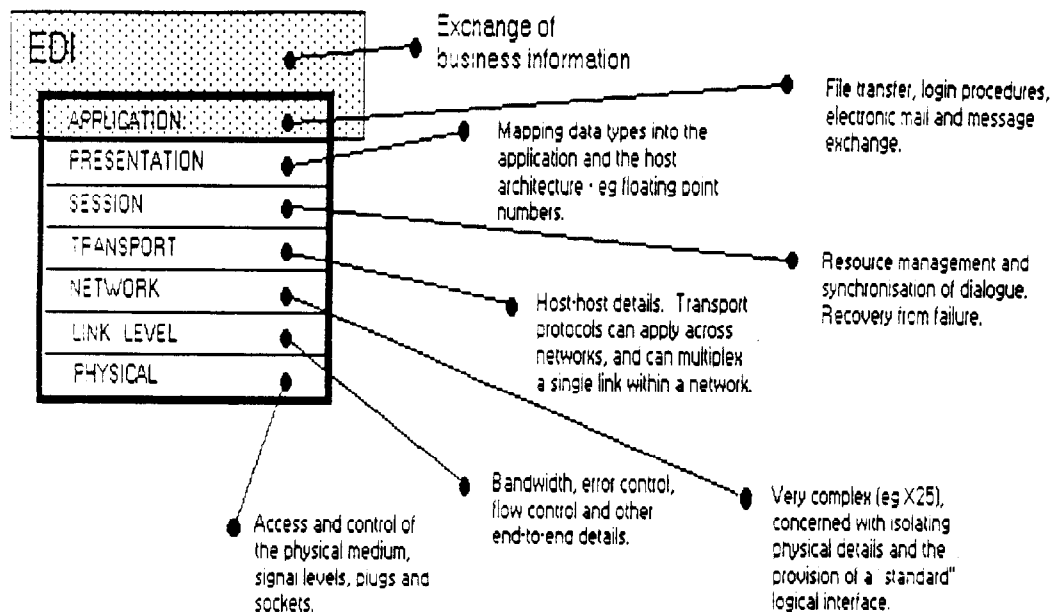 EDI
Exchange of
business information
APPLICATION
PRESENTATION
SESSION
TRANSPORT
NETWORK
LINK LEVEL
PHYSICAL
File transfer, login procedures,
electronic mail and message
exchange.
Mapping data types into the
application and the host
architecture - eg floating point
numbers.
Resource management and
synchronisation of dialogue.
Recovery from failure.
Host-host details. Transport
protocols can apply across
networks, and can multiplex
a single link within a network.
Bandwidth, error control,
flow control and other
end-to-end details.
Very complex (eg X25),
concerned with isolating
physical details and the
provision of a "standard"
logical interface.
Access and control of
the physical medium,
signal levels, plugs and
sockets.